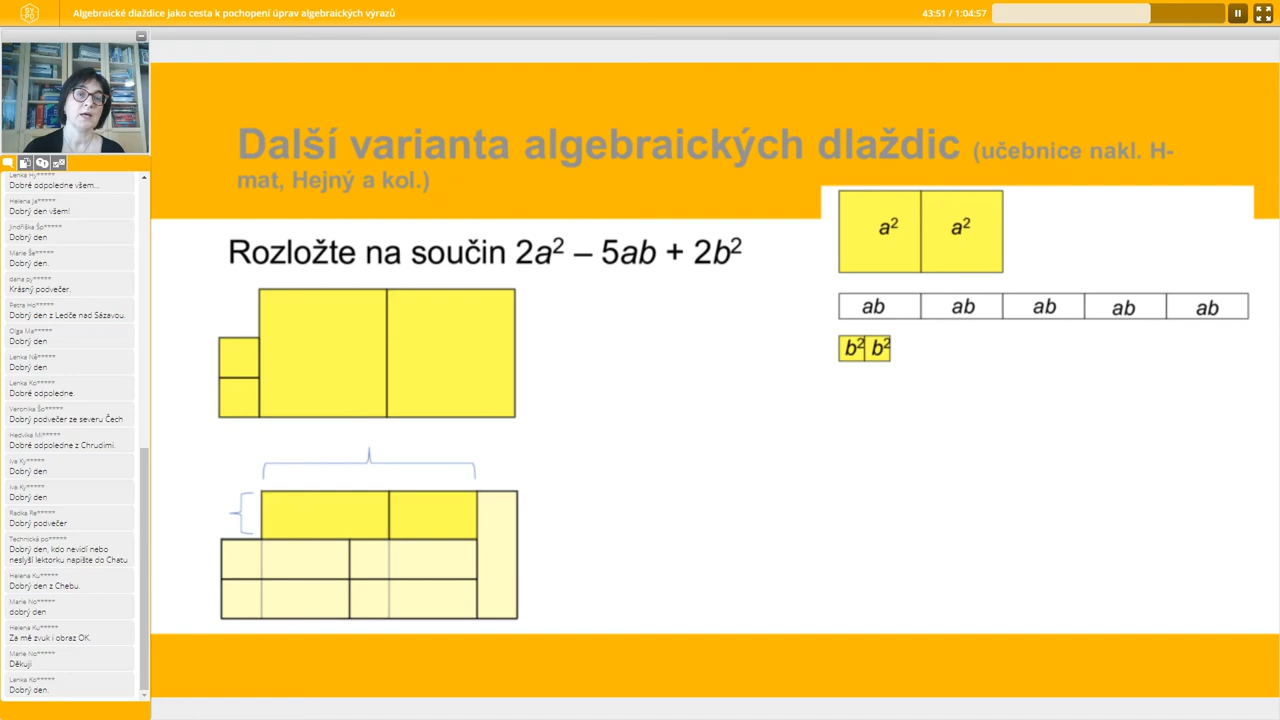 SY
PO
Algebraické dlaždice jako cesta k pochopení úprav algebraických výrazů
43:51 / 1:04:57
Další varianta algebraických dlaždic (učebnice nakl. H-
mat, Hejný a kol.)
Rozložte na součin 2a² – 5ab + 2b²
a² a²
ab ab ab ab ab
b² b²
Helena Hy*****
Dobré odpoledne všem...
Helena Ja*****
Dobrý den všem!
Jindřiška Šo*****
Dobrý den
Marie Še*****
Dobrý den.
dana py*****
Krásný podvečer.
Petra Ho*****
Dobrý den z Ledče nad Sázavou.
Olga Ma*****
Dobrý den
Lenka Ně*****
Dobrý den
Lenka Ko*****
Dobré odpoledne.
Veronika Šo*****
Dobrý podvečer ze severu Čech
Hedvika Mi*****
Dobré odpoledne z Chrudimi.
Iva Ky*****
Dobrý den
Iva Ky*****
Dobrý den
Radka Re*****
Dobrý podvečer
Technická po*****
Dobrý den, kdo nevidí nebo
neslyší lektorku napište do Chatu
Helena Ku*****
Dobrý den z Chebu.
Marie No*****
dobrý den
Helena Ku*****
Za mě zvuk i obraz OK.
Marie No*****
Děkuji
Lenka Ko*****
Dobrý den.